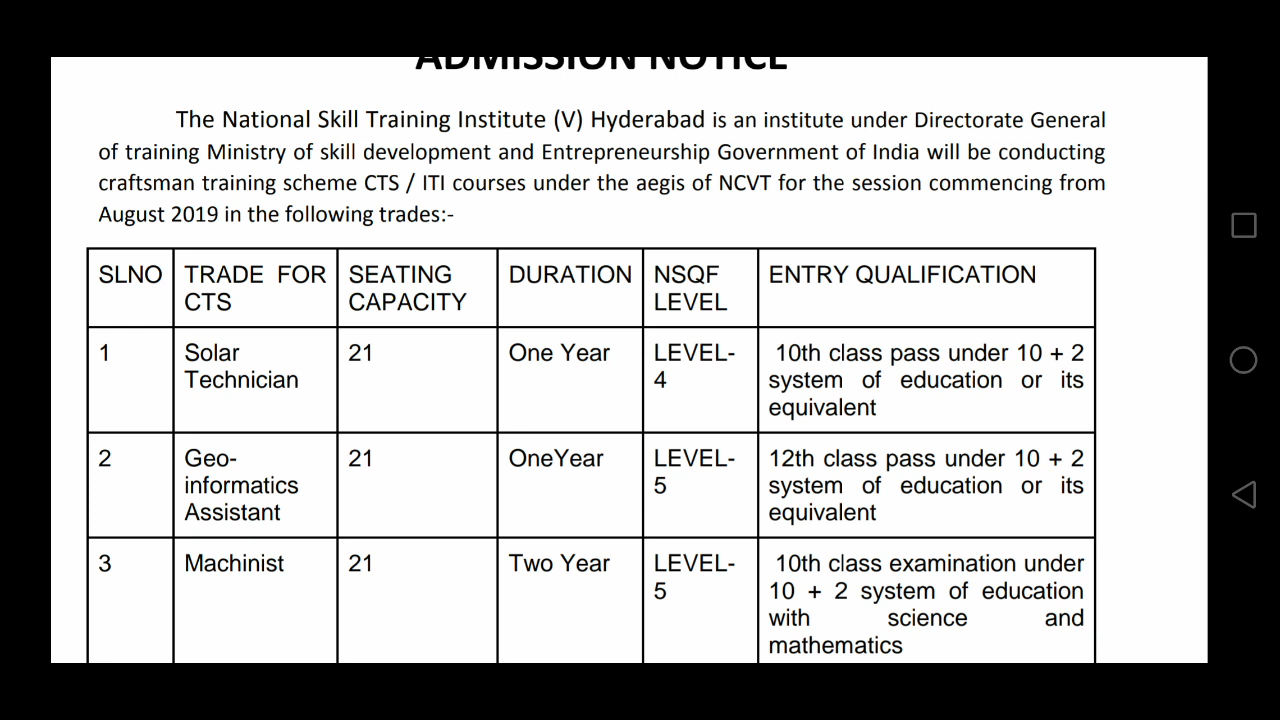 ADMISSION NOTICE
The National Skill Training Institute (V) Hyderabad is an institute under Directorate General
of training Ministry of skill development and Entrepreneurship Government of India will be conducting
craftsman training scheme CTS / ITI courses under the aegis of NCVT for the session commencing from
August 2019 in the following trades:-
SLNO TRADE FOR CTS SEATING CAPACITY DURATION NSQF LEVEL ENTRY QUALIFICATION
1 Solar Technician 21 One Year LEVEL-4 10th class pass under 10 + 2
system of education or its
equivalent
2 Geo-informatics Assistant 21 OneYear LEVEL-5 12th class pass under 10 + 2
system of education or its
equivalent
3 Machinist 21 Two Year LEVEL-5 10th class examination under
10 + 2 system of education
with science and
mathematics